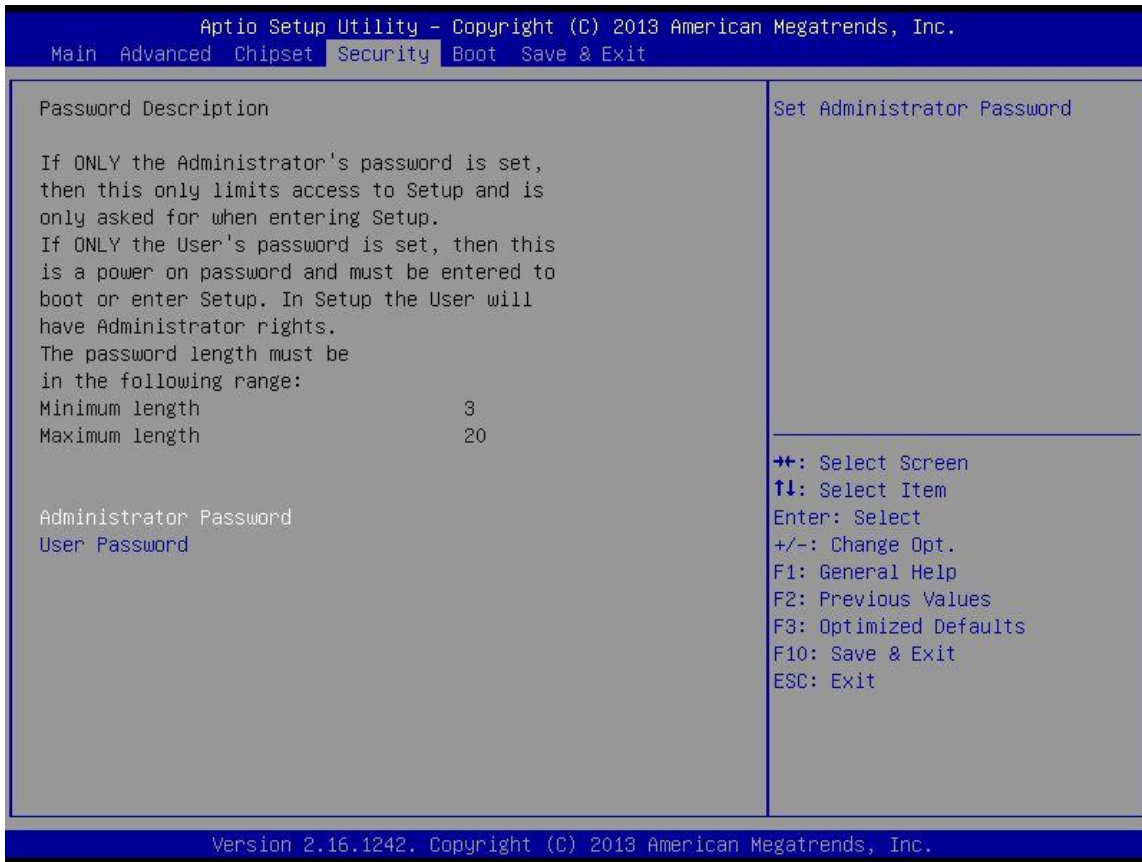 Aptio Setup Utility – Copyright (C) 2013 American Megatrends, Inc.
Main Advanced Chipset Security Boot Save & Exit
Password Description
If ONLY the Administrator's password is set,
then this only limits access to Setup and is
only asked for when entering Setup.
If ONLY the User's password is set, then this
is a power on password and must be entered to
boot or enter Setup. In Setup the User will
have Administrator rights.
The password length must be
in the following range:
Minimum length 3
Maximum length 20
Administrator Password
User Password
Set Administrator Password
→←: Select Screen
↑↓: Select Item
Enter: Select
+/-: Change Opt.
F1: General Help
F2: Previous Values
F3: Optimized Defaults
F10: Save & Exit
ESC: Exit
Version 2.16.1242. Copyright (C) 2013 American Megatrends, Inc.